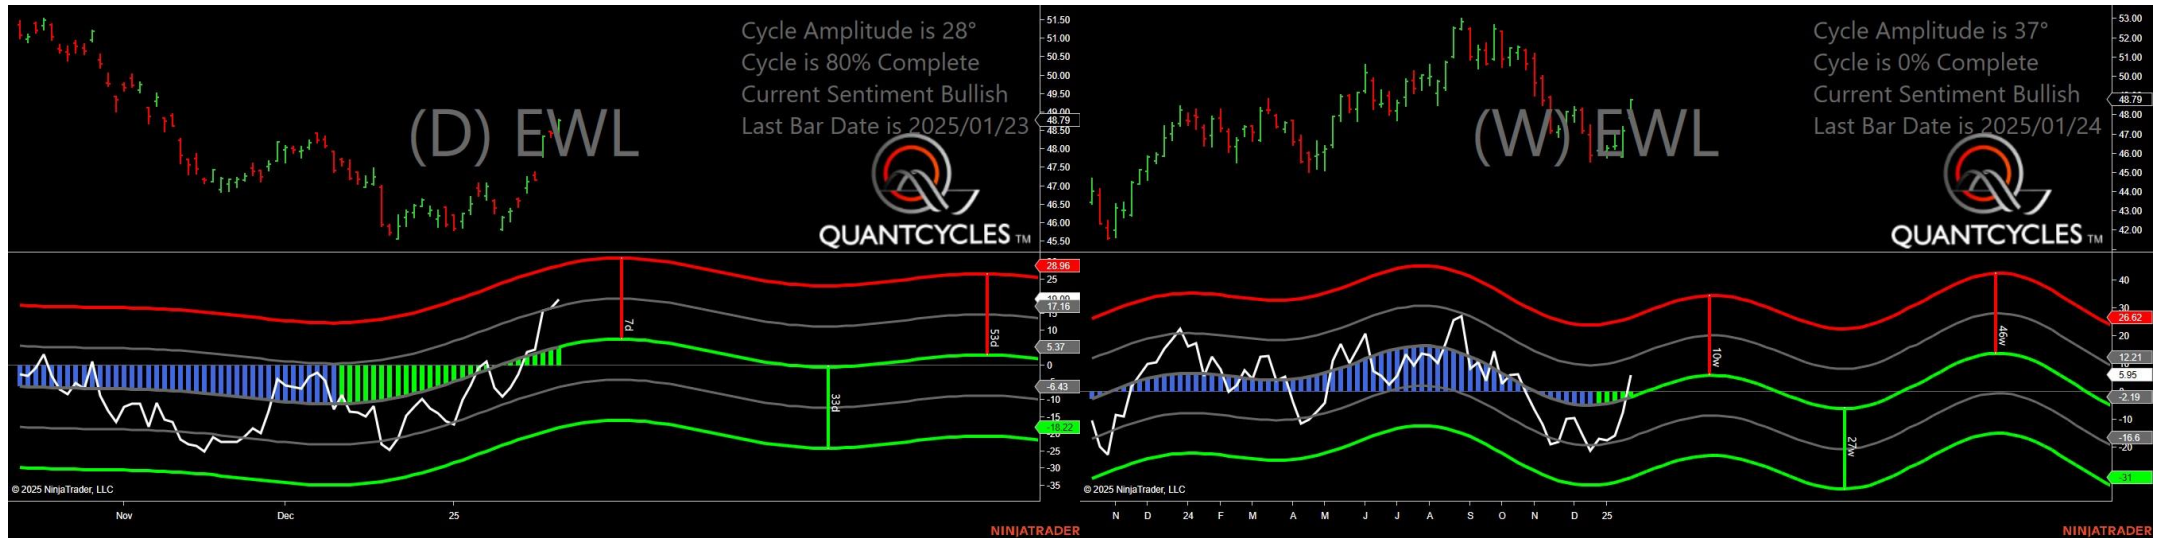 Cycle Amplitude is 28°
Cycle is 80% Complete
Current Sentiment Bullish
Last Bar Date is 2025/01/23
(D) EWL
QUANTCYCLES TM
51.50
51.00
50.50
50.00
49.50
49.00
48.79
48.50
48.00
47.50
47.00
46.50
46.00
45.50
28.96
25
17.16
15
10
5.37
0
-6.43
-10
-18.22
-25
-30
-35
7d
33d
53d
© 2025 NinjaTrader, LLC
Nov Dec 25
NINJATRADER
Cycle Amplitude is 37°
Cycle is 0% Complete
Current Sentiment Bullish
Last Bar Date is 2025/01/24
(W) EWL
QUANTCYCLES TM
53.00
52.00
51.00
50.00
48.79
48.00
47.00
46.00
45.00
44.00
43.00
42.00
40
30
26.62
20
12.21
5.95
-2.19
-10
-16.6
-20
-31
10w
27w
46w
© 2025 NinjaTrader, LLC
N D 24 F M A M J J A S O N D 25
NINJATRADER